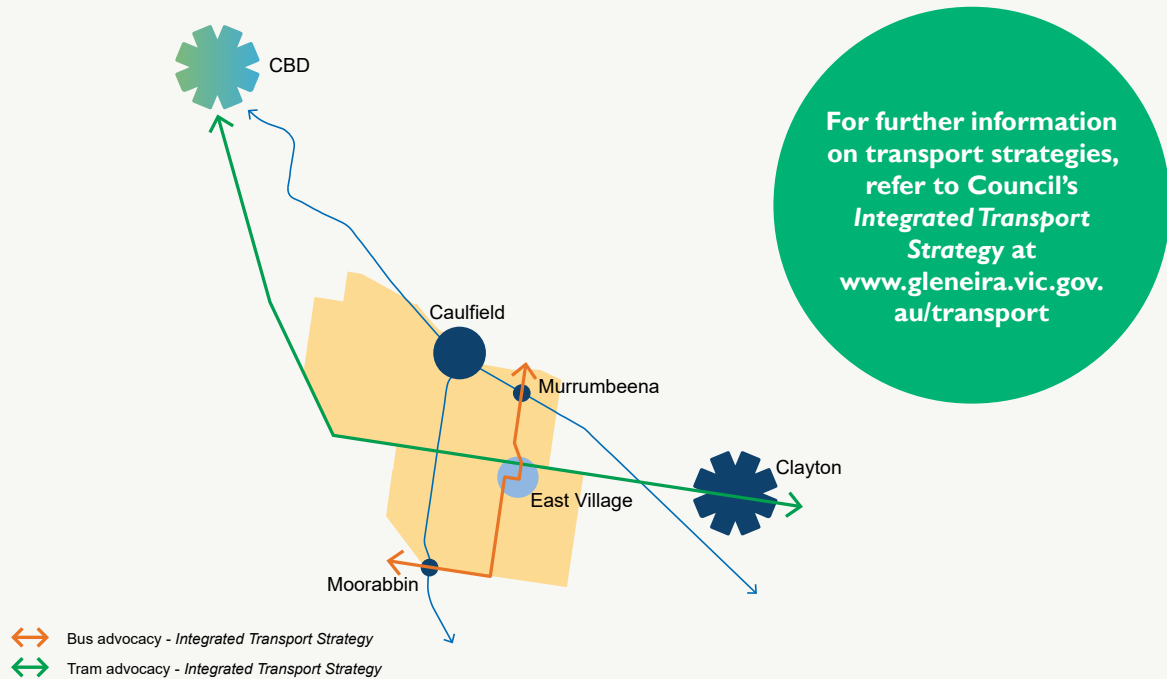 CBD
For further information
on transport strategies,
refer to Council’s
Integrated Transport
Strategy at
www.gleneira.vic.gov.
au/transport
Caulfield
Murrumbeena
Clayton
East Village
Moorabbin
Bus advocacy - Integrated Transport Strategy
Tram advocacy - Integrated Transport Strategy